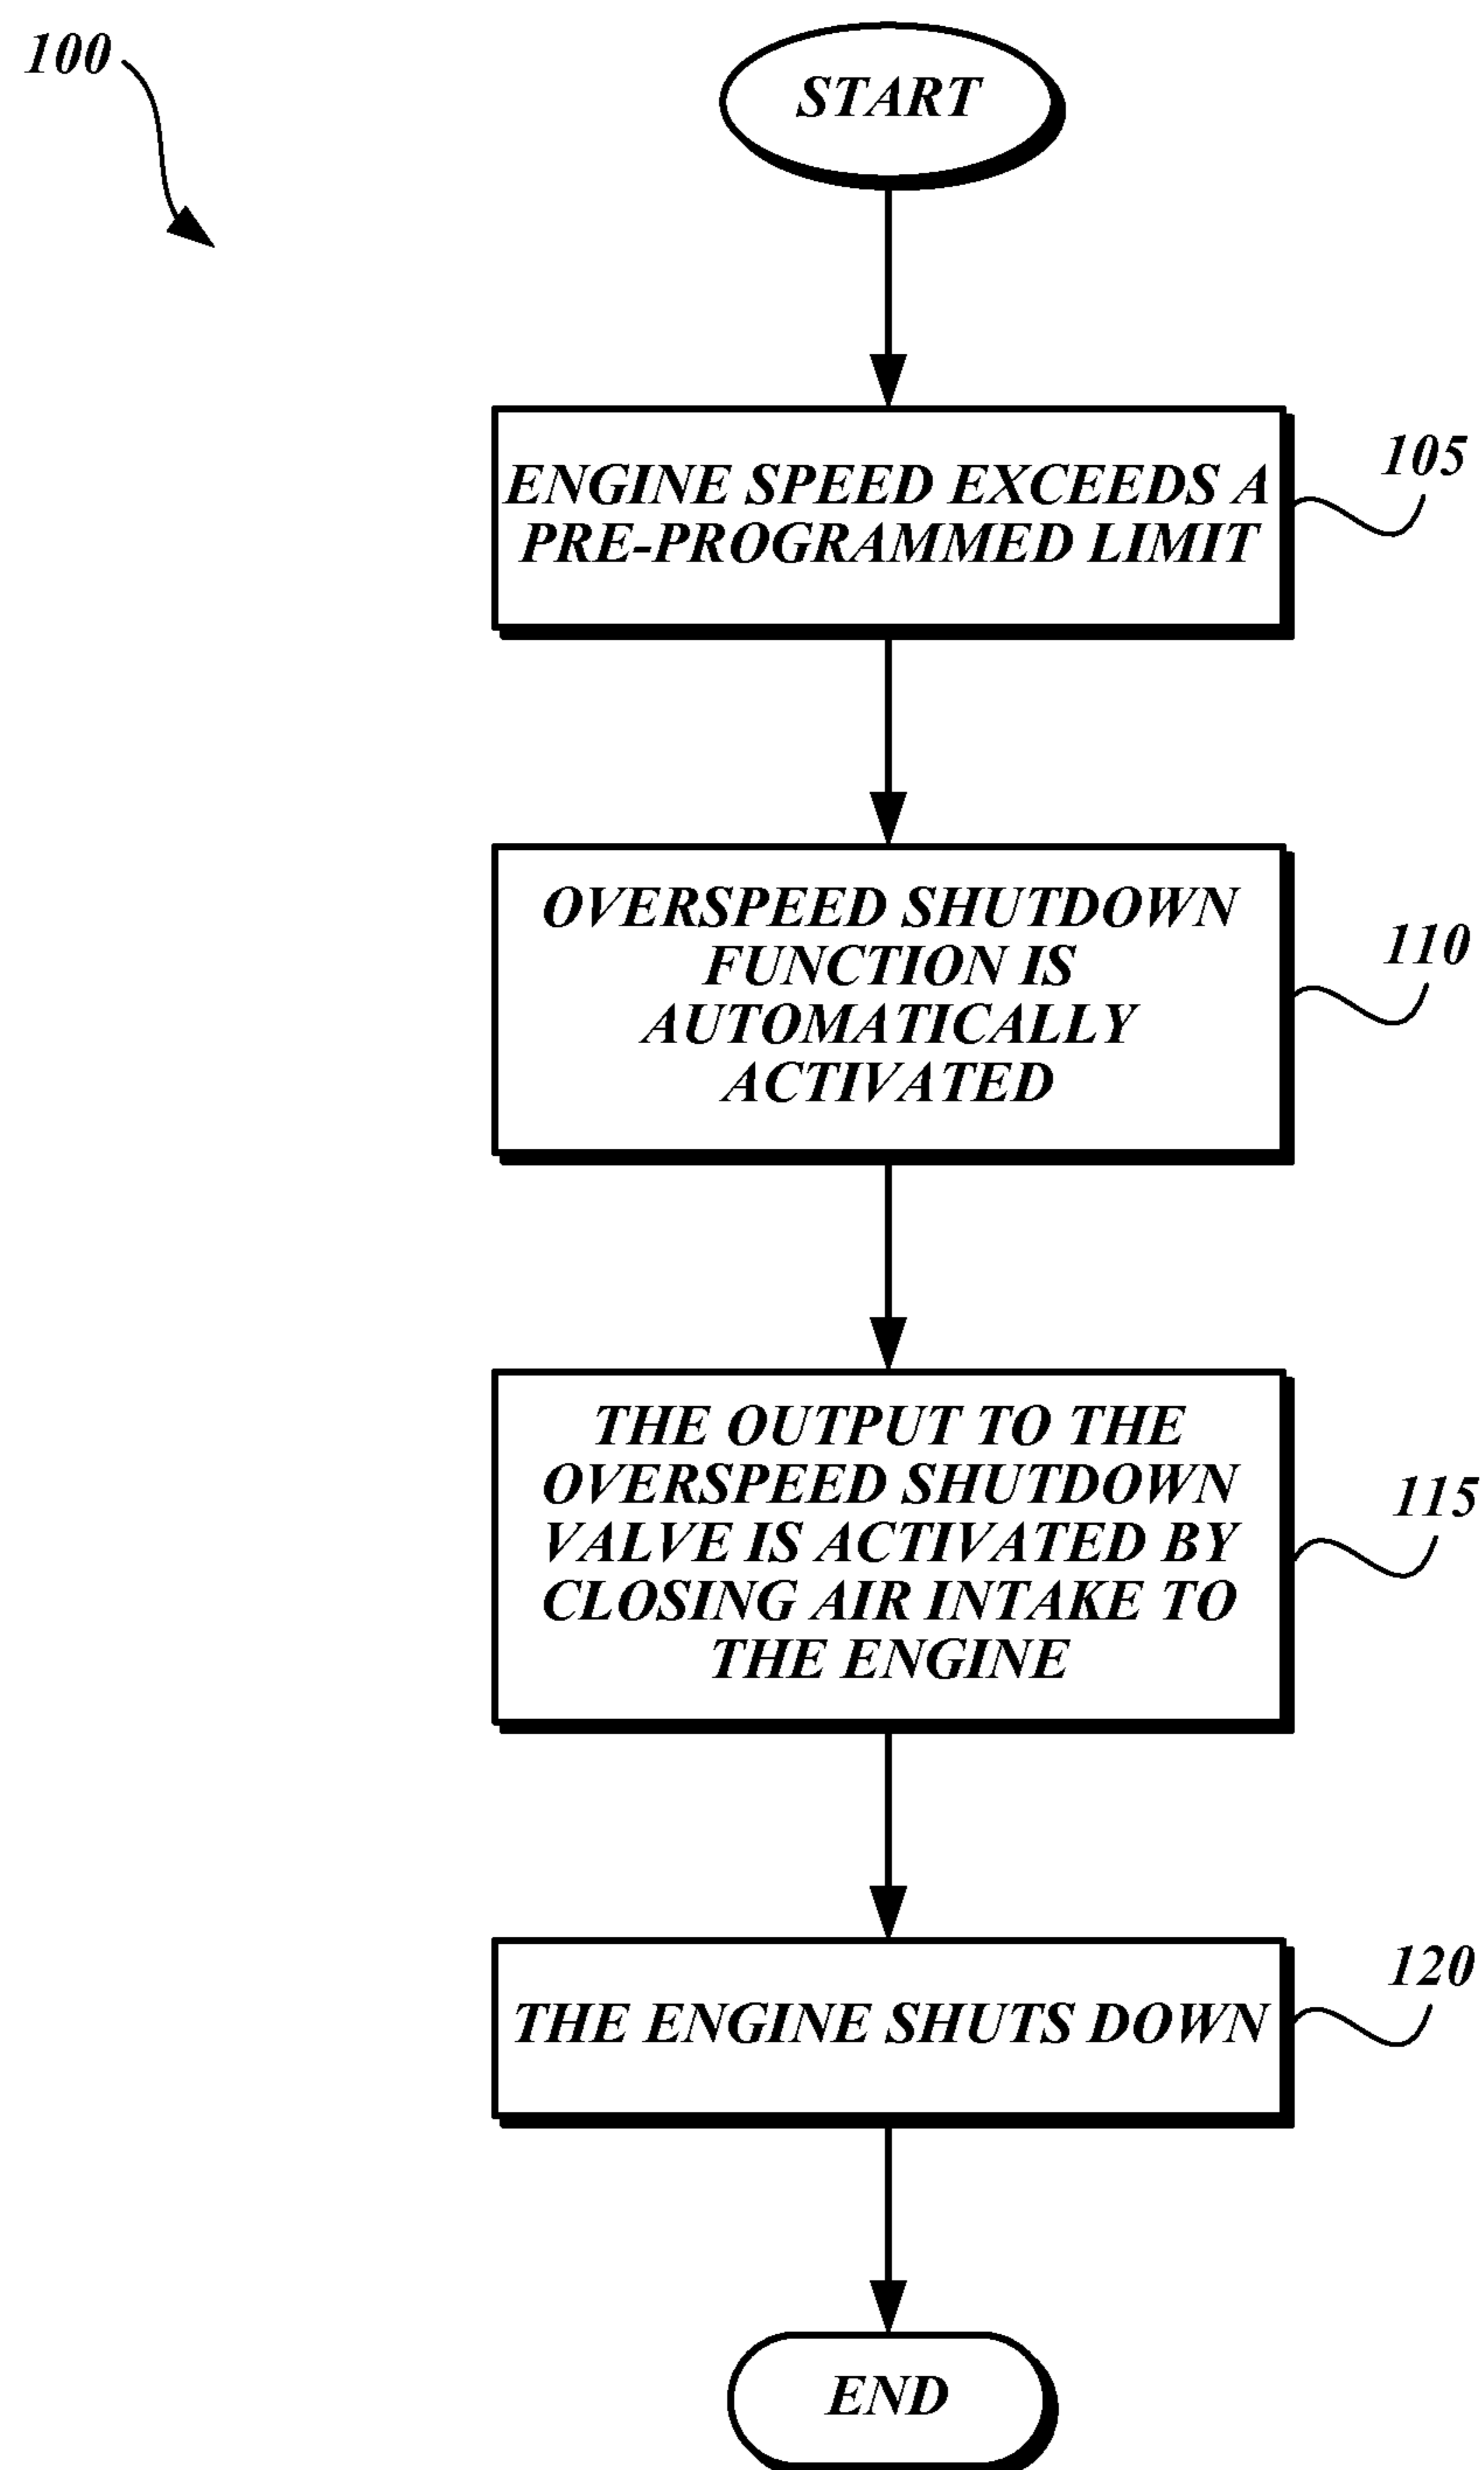 100
START
ENGINE SPEED EXCEEDS A
PRE-PROGRAMMED LIMIT
105
OVERSPEED SHUTDOWN
FUNCTION IS
AUTOMATICALLY
ACTIVATED
110
THE OUTPUT TO THE
OVERSPEED SHUTDOWN
VALVE IS ACTIVATED BY
CLOSING AIR INTAKE TO
THE ENGINE
115
THE ENGINE SHUTS DOWN
120
END